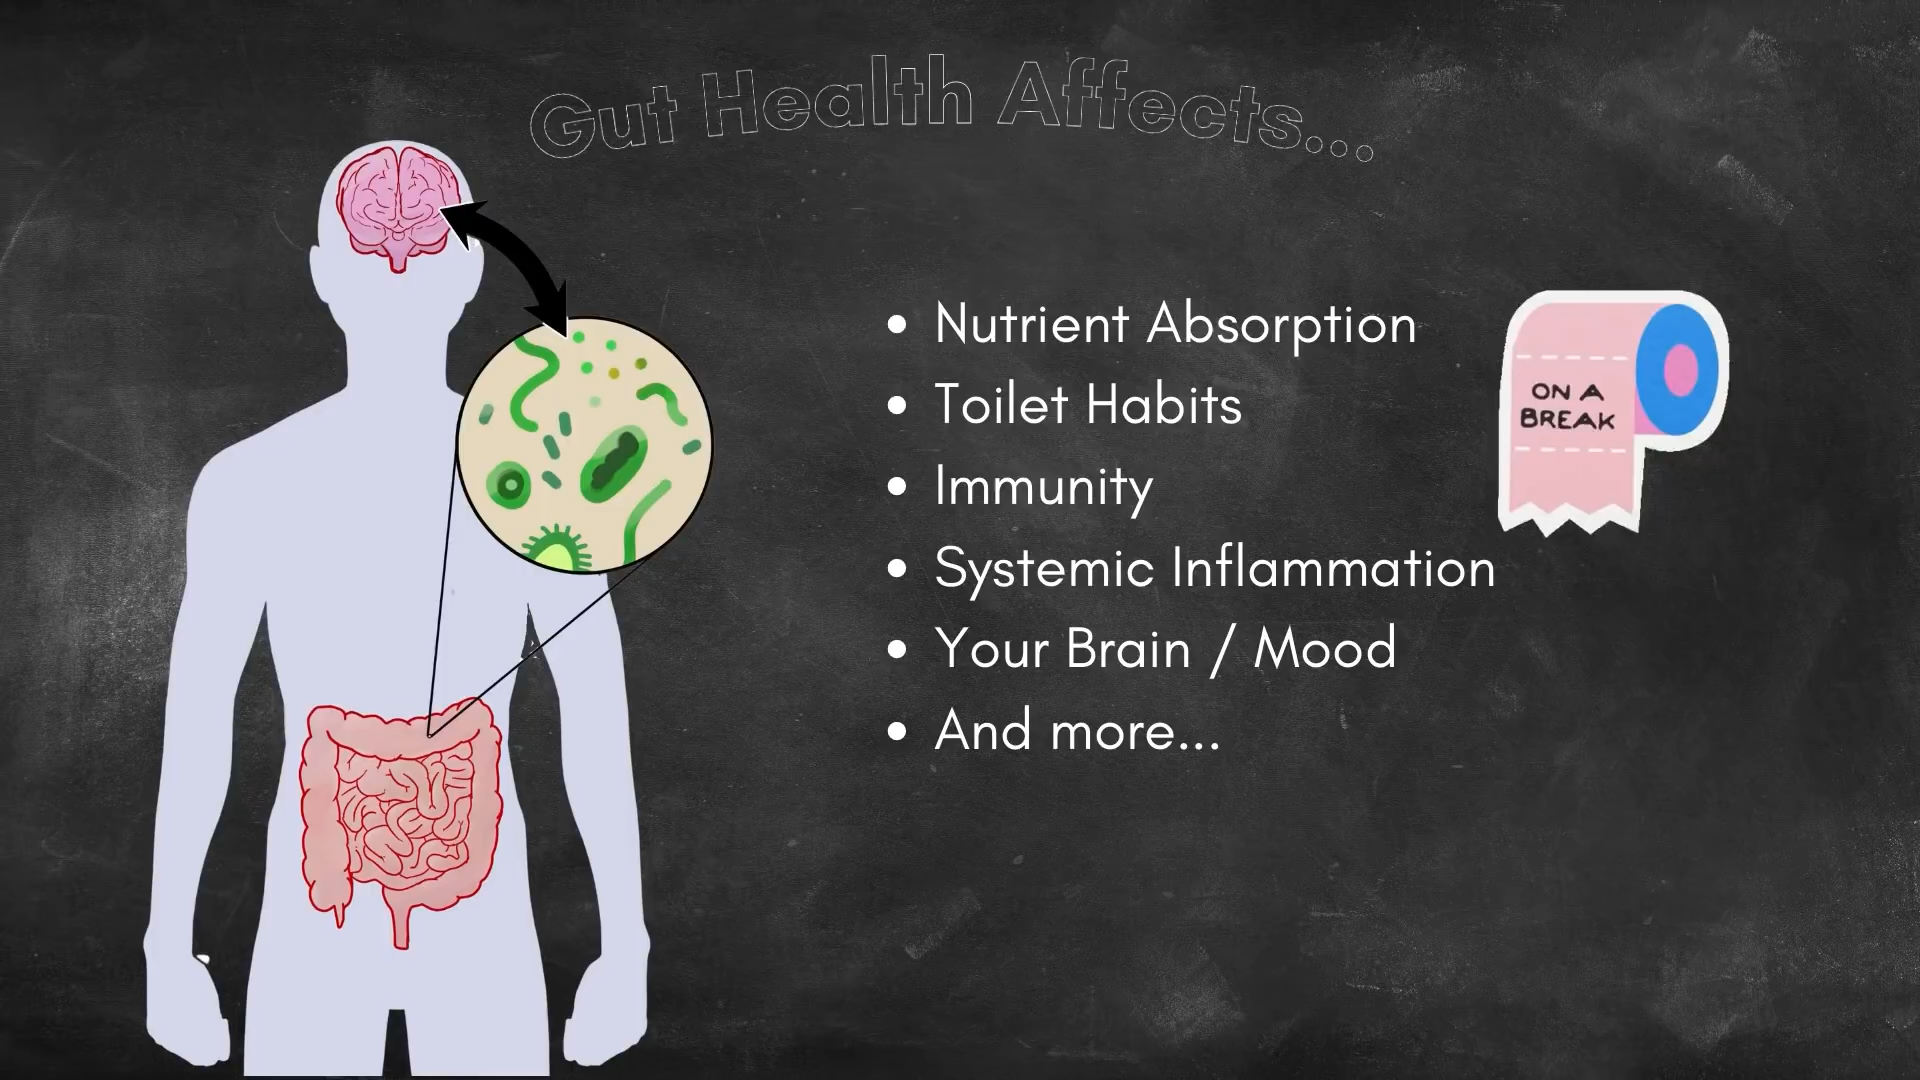 Gut Health Affects...
• Nutrient Absorption
• Toilet Habits
• Immunity
• Systemic Inflammation
• Your Brain / Mood
• And more...
ON A
BREAK